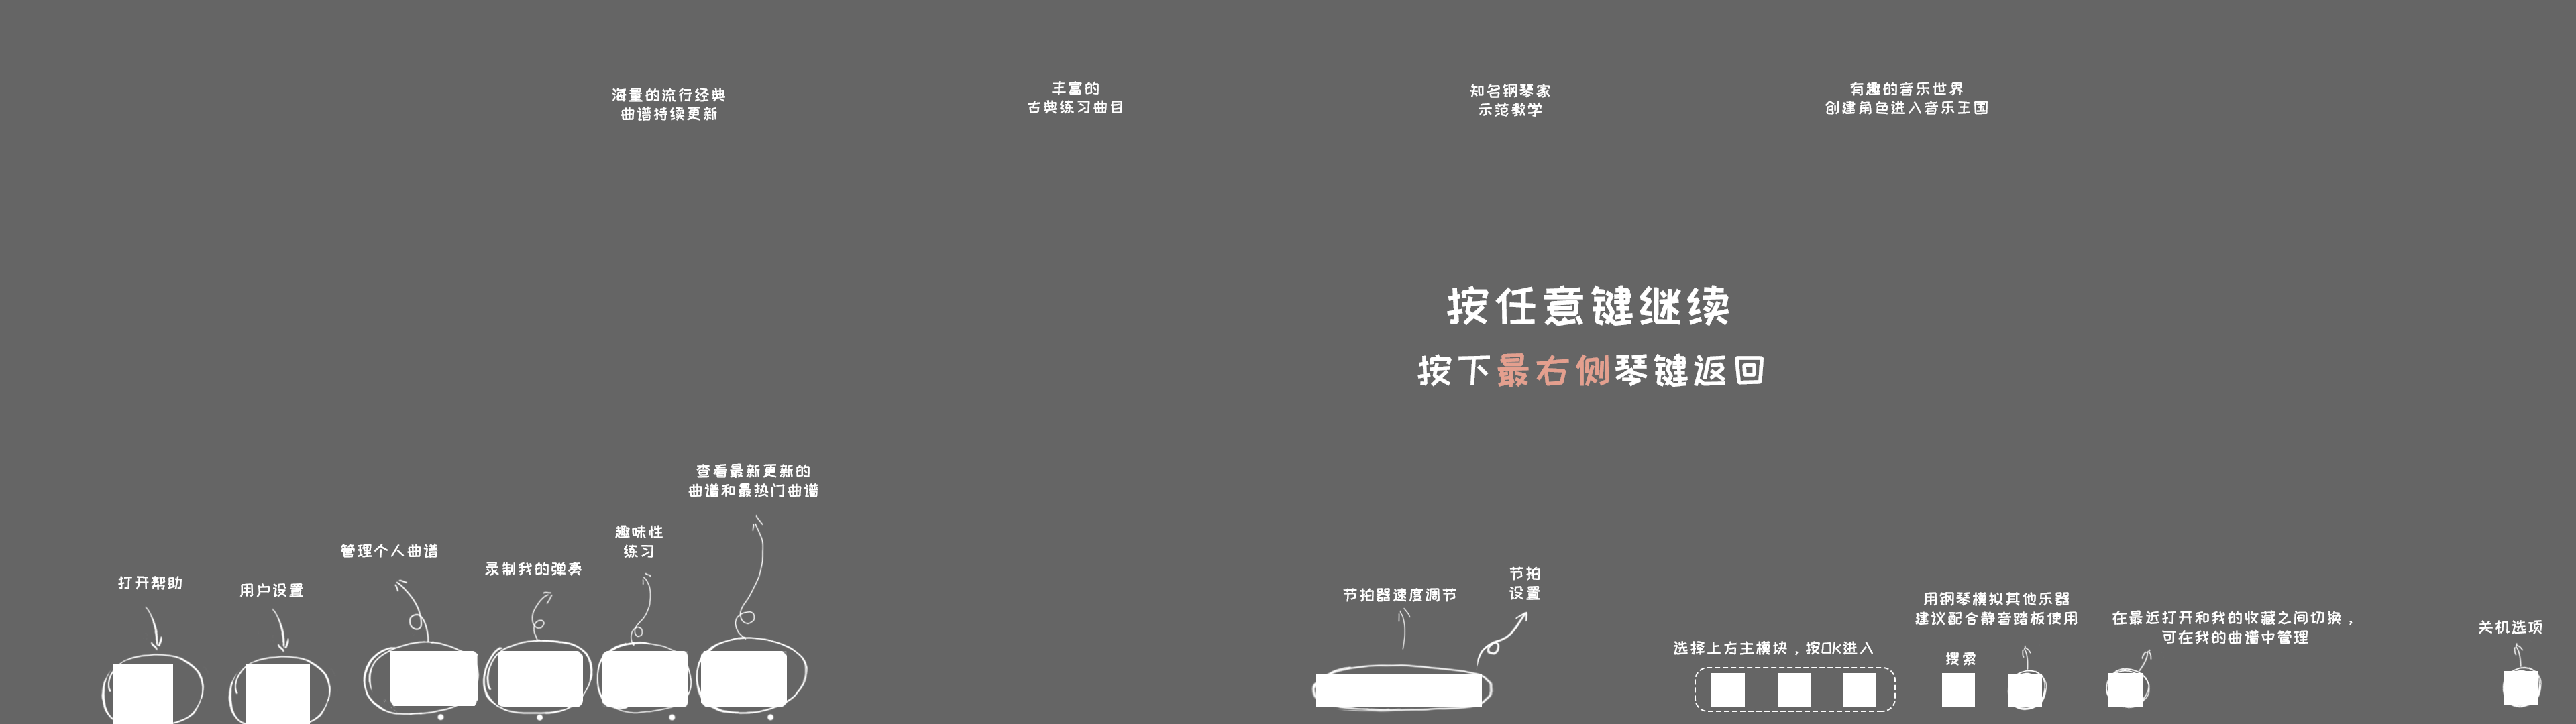 海量的流行经典
曲谱持续更新
丰富的
古典练习曲目
知名钢琴家
示范教学
有趣的音乐世界
创建角色进入音乐王国
按任意键继续
按下最右侧琴键返回
查看最新更新的
曲谱和最热门曲谱
趣味性
练习
管理个人曲谱
录制我的弹奏
打开帮助
用户设置
节拍器速度调节
节拍
设置
选择上方主模块，按OK进入
搜索
用钢琴模拟其他乐器
建议配合静音踏板使用
在最近打开和我的收藏之间切换，
可在我的曲谱中管理
关机选项